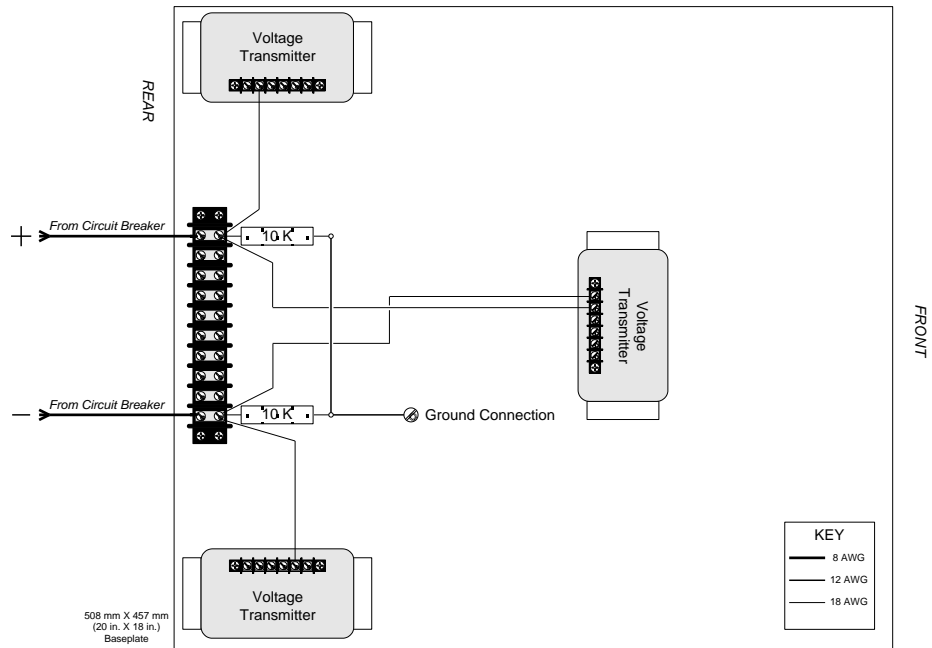 Voltage
Transmitter
REAR
+
From Circuit Breaker
10 K
Voltage
Transmitter
FRONT
−
From Circuit Breaker
10 K
Ground Connection
KEY
8 AWG
12 AWG
18 AWG
Voltage
Transmitter
508 mm X 457 mm
(20 in. X 18 in.)
Baseplate